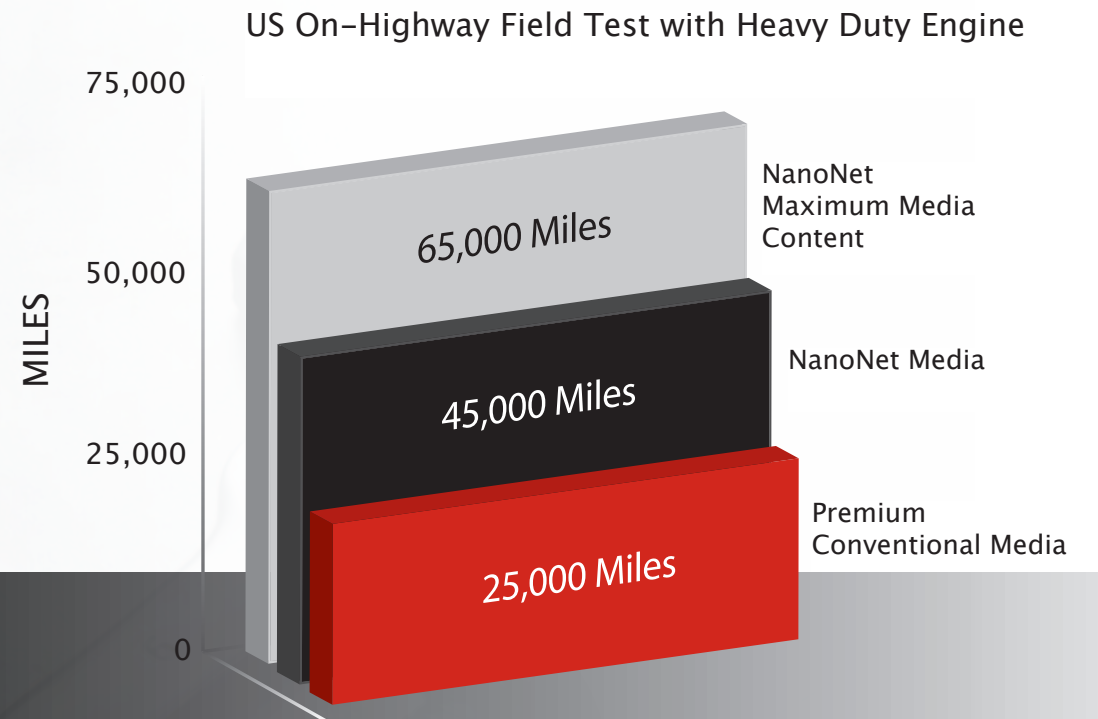 US On-Highway Field Test with Heavy Duty Engine
75,000
50,000
25,000
0
MILES
65,000 Miles
NanoNet
Maximum Media
Content
45,000 Miles
NanoNet Media
25,000 Miles
Premium
Conventional Media